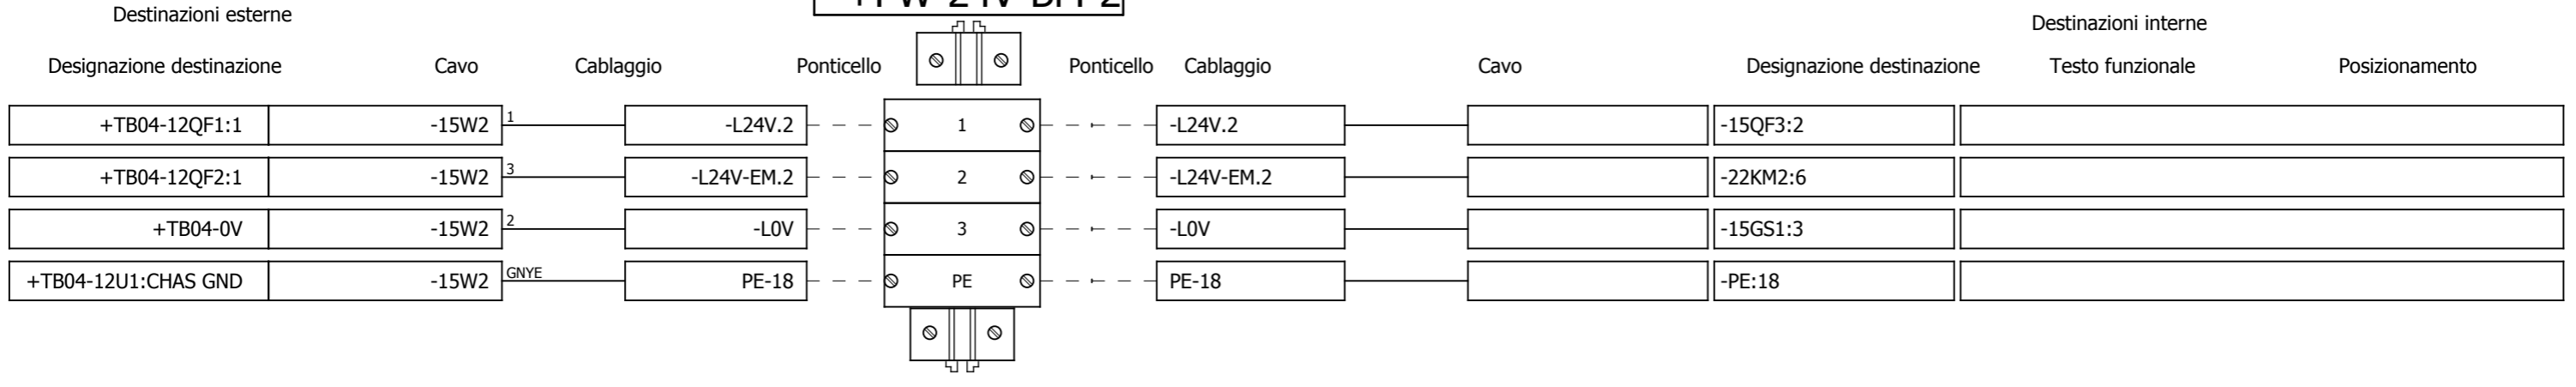 Destinazioni esterne
Destinazioni interne
Designazione destinazione Cavo Cablaggio Ponticello Ponticello Cablaggio Cavo Designazione destinazione Testo funzionale Posizionamento
+TB04-12QF1:1 -15W2 1 -L24V.2 1 -L24V.2 -15QF3:2
+TB04-12QF2:1 -15W2 3 -L24V-EM.2 2 -L24V-EM.2 -22KM2:6
+TB04-0V -15W2 2 -L0V 3 -L0V -15GS1:3
+TB04-12U1:CHAS GND -15W2 GNYE PE-18 PE PE-18 -PE:18